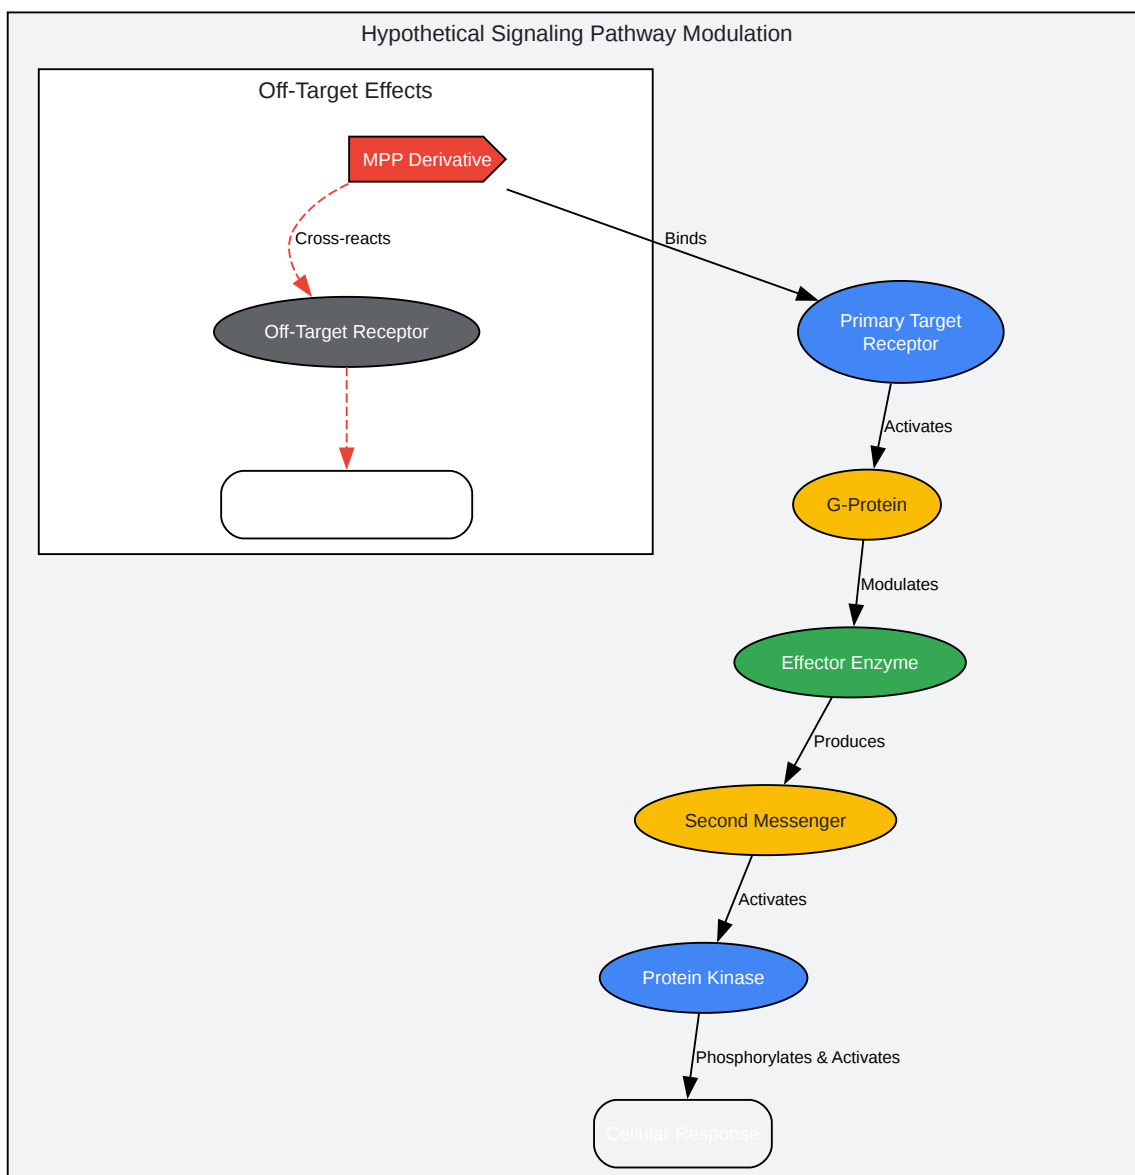 Hypothetical Signaling Pathway Modulation
Off-Target Effects
MPP Derivative
Cross-reacts
Binds
Off-Target Receptor
Primary Target
Receptor
Activates
G-Protein
Modulates
Effector Enzyme
Produces
Second Messenger
Activates
Protein Kinase
Phosphorylates & Activates
Cellular Response